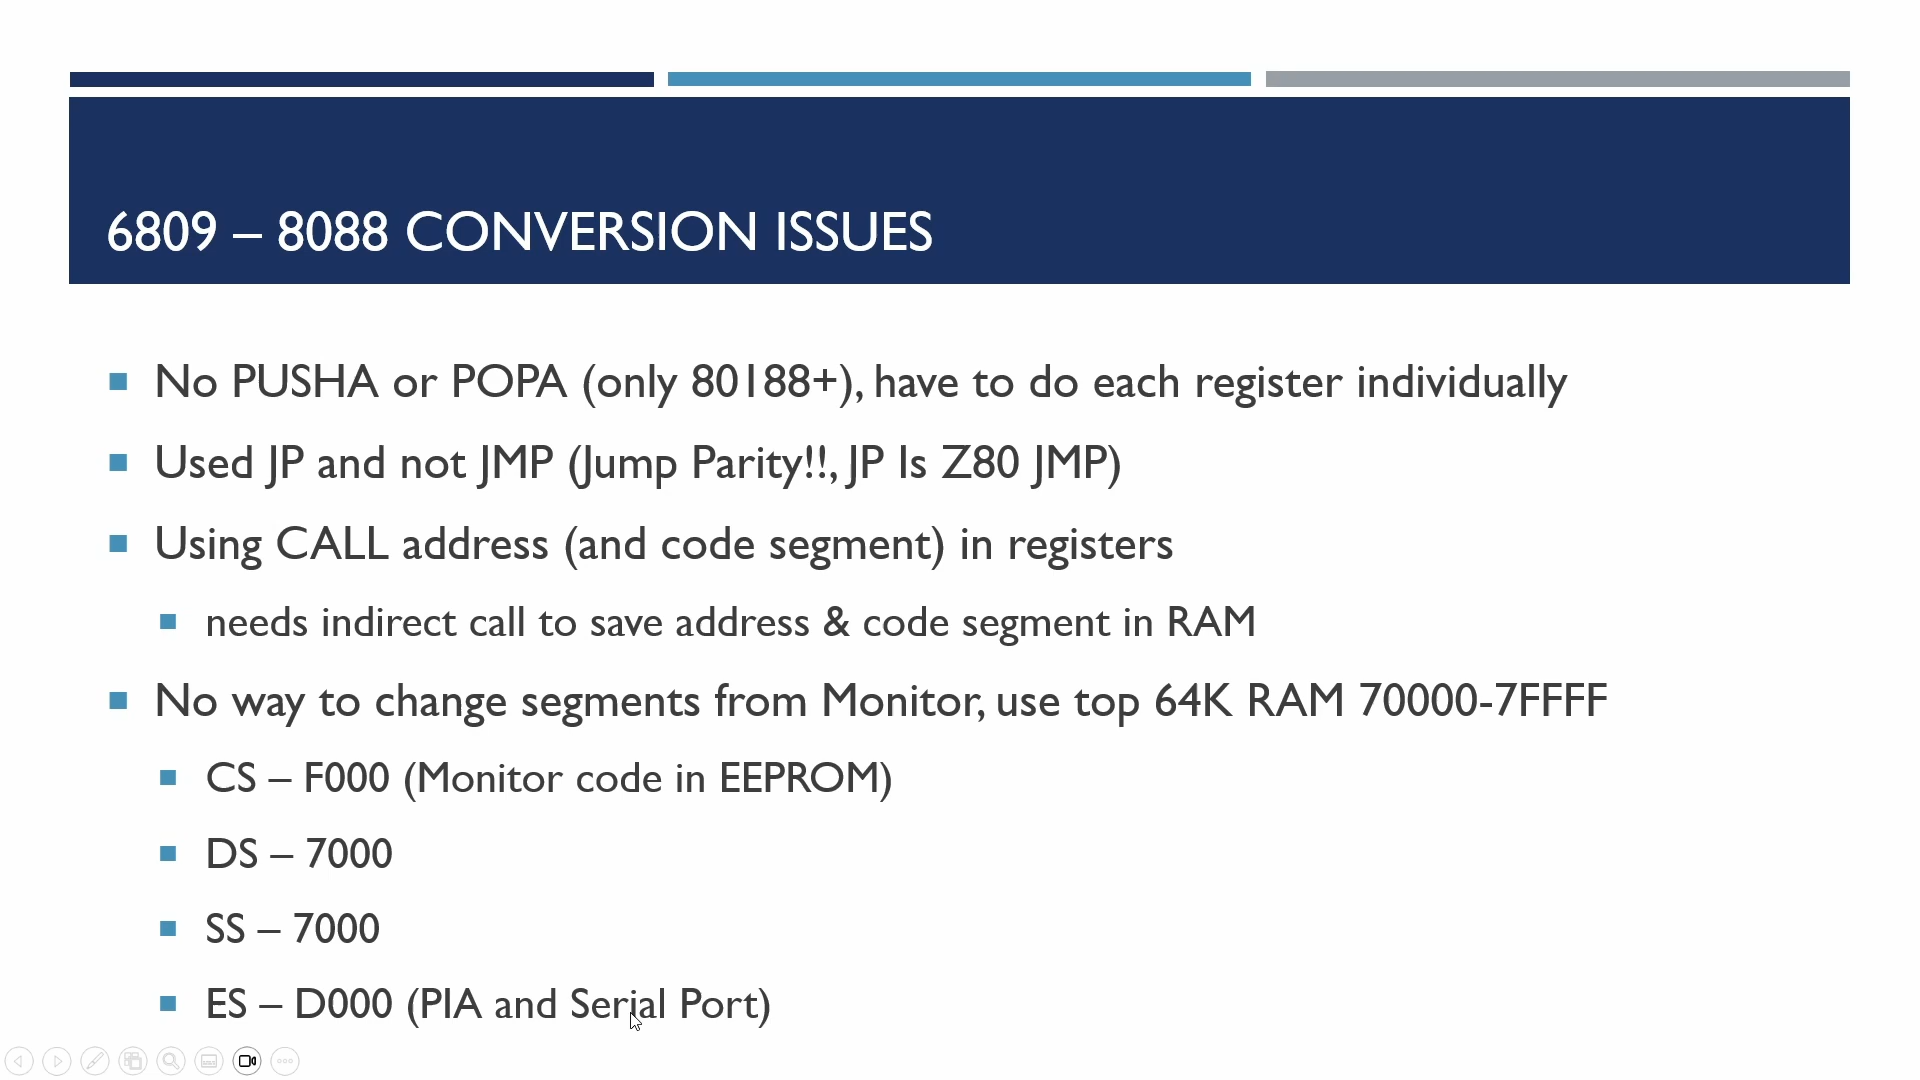 6809 – 8088 CONVERSION ISSUES
No PUSHA or POPA (only 80188+), have to do each register individually
Used JP and not JMP (Jump Parity!!, JP Is Z80 JMP)
Using CALL address (and code segment) in registers
needs indirect call to save address & code segment in RAM
No way to change segments from Monitor, use top 64K RAM 70000-7FFFF
CS – F000 (Monitor code in EEPROM)
DS – 7000
SS – 7000
ES – D000 (PIA and Serial Port)